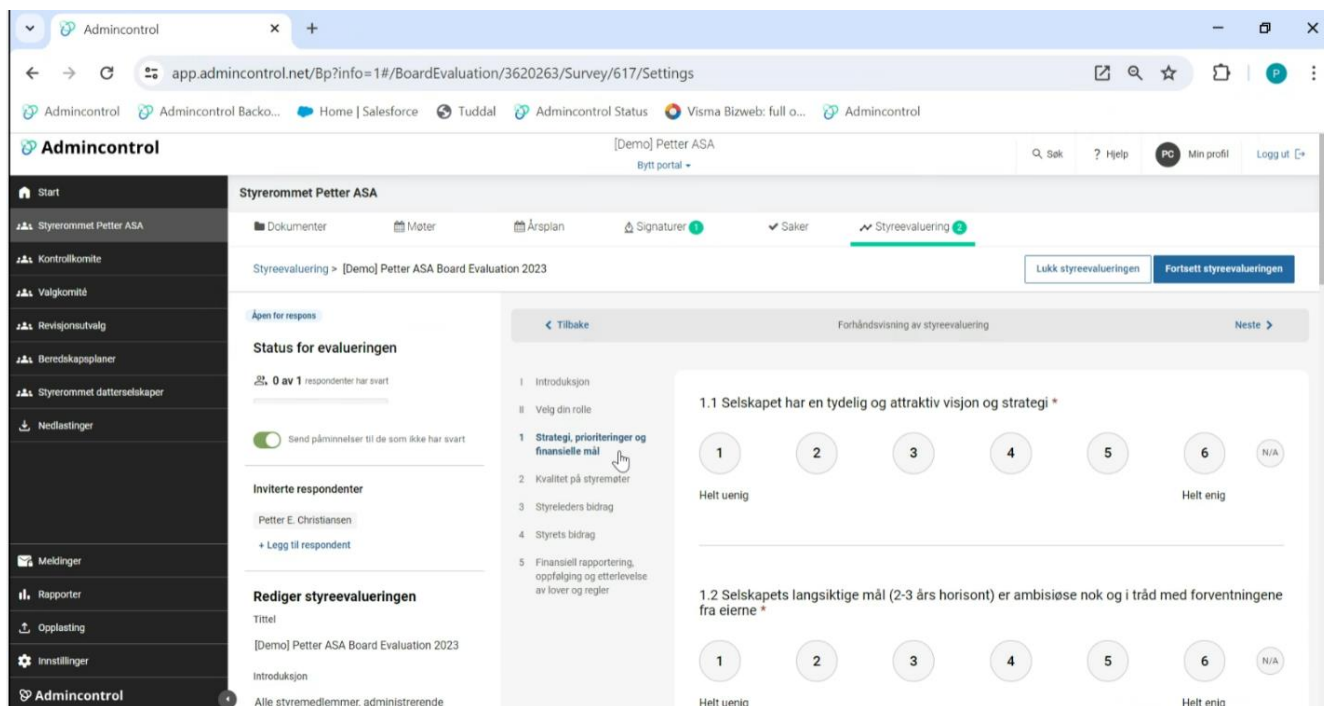 Admincontrol
app.admincontrol.net/Bp?info=1#/BoardEvaluation/3620263/Survey/617/Settings
P
Admincontrol Admincontrol Backo... Home | Salesforce Tuddal Admincontrol Status Visma Bizweb: full o... Admincontrol
Admincontrol
[Demo] Petter ASA
Bytt portal
Søk ? Hjelp PC Min profil Logg ut
Start
Styrerommet Petter ASA
Kontrollkomite
Valgkomité
Revisjonsutvalg
Beredskapsplaner
Styrerommet datterselskaper
Nedlastinger
Meldinger
Rapporter
Opplasting
Innstillinger
Admincontrol
Styrerommet Petter ASA
Dokumenter Møter Årsplan Signaturer 1 Saker Styreevaluering 2
Styreevaluering > [Demo] Petter ASA Board Evaluation 2023
Lukk styreevalueringen Fortsett styreevalueringen
Åpen for respons
Status for evalueringen
0 av 1 respondenter har svart
Send påminnelser til de som ikke har svart
Inviterte respondenter
Petter E. Christiansen
+ Legg til respondent
Rediger styreevalueringen
Tittel
[Demo] Petter ASA Board Evaluation 2023
Introduksjon
Alle styremedlemmer, administrerende
Tilbake Forhåndsvisning av styreevaluering Neste
I Introduksjon
II Velg din rolle
1 Strategi, prioriteringer og
finansielle mål
2 Kvalitet på styremøter
3 Styreleders bidrag
4 Styrets bidrag
5 Finansiell rapportering,
oppfølging og etterlevelse
av lover og regler
1.1 Selskapet har en tydelig og attraktiv visjon og strategi *
1 2 3 4 5 6 N/A
Helt uenig Helt enig
1.2 Selskapets langsiktige mål (2-3 års horisont) er ambisiøse nok og i tråd med forventningene
fra eierne *
1 2 3 4 5 6 N/A
Helt uenig Helt enig